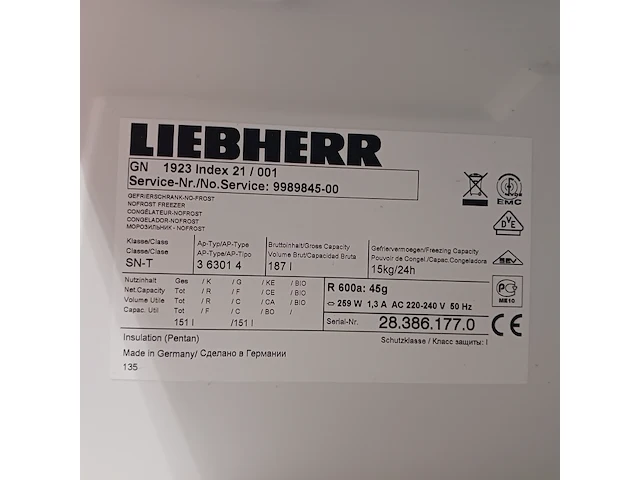 LIEBHERR
GN 1923 Index 21 / 001
Service-Nr./No.Service: 9989845-00
GEFRIERSCHRANK-NO-FROST
NOFROST FREEZER
CONGÉLATEUR-NOFROST
CONGELADOR-NOFROST
МОРОЗИЛЬНИК-NOFROST
Klasse/Class
Classe/Clase
SN-T
Ap-Typ/AP-Type
AP-Type/AP-Tipo
3 6301 4
Bruttoinhalt/Gross Capacity
Volume Brut/Capacidad Bruta
187 l
Gefriervermoegen/Freezing Capacity
Pouvoir de Congel./Capac.Congelac.
15kg/24h
Nutzinhalt Ges / K / G / KE / BIO
Net.Capacity Tot / R / F / CE / BIO
Volume Utile Tot / R / C / CA / BIO
Capac. Util Tot / F / C / BO /
151 l /151 l
R 600a: 45g
259 W 1,3 A AC 220-240 V 50 Hz
Serial-Nr. 28.386.177.0
Schutzklasse / Класс защиты: I
Insulation (Pentan)
Made in Germany/ Сделано в Германии
135
EMC
VDE
SEV
ME10
CE